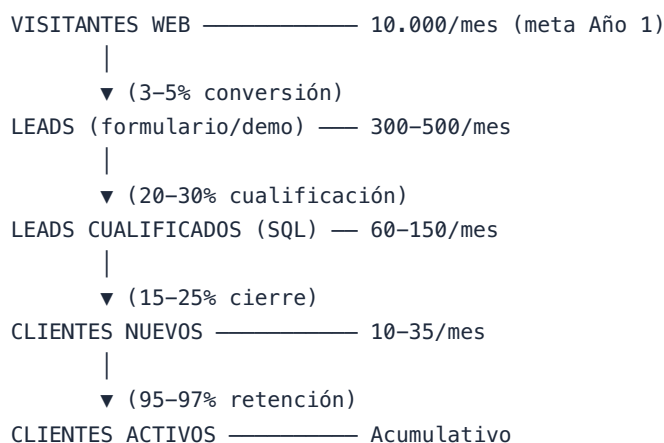 VISITANTES WEB ─────────── 10.000/mes (meta Año 1)
│
▼ (3-5% conversión)
LEADS (formulario/demo) ─── 300-500/mes
│
▼ (20-30% cualificación)
LEADS CUALIFICADOS (SQL) ── 60-150/mes
│
▼ (15-25% cierre)
CLIENTES NUEVOS ────────── 10-35/mes
│
▼ (95-97% retención)
CLIENTES ACTIVOS ───────── Acumulativo